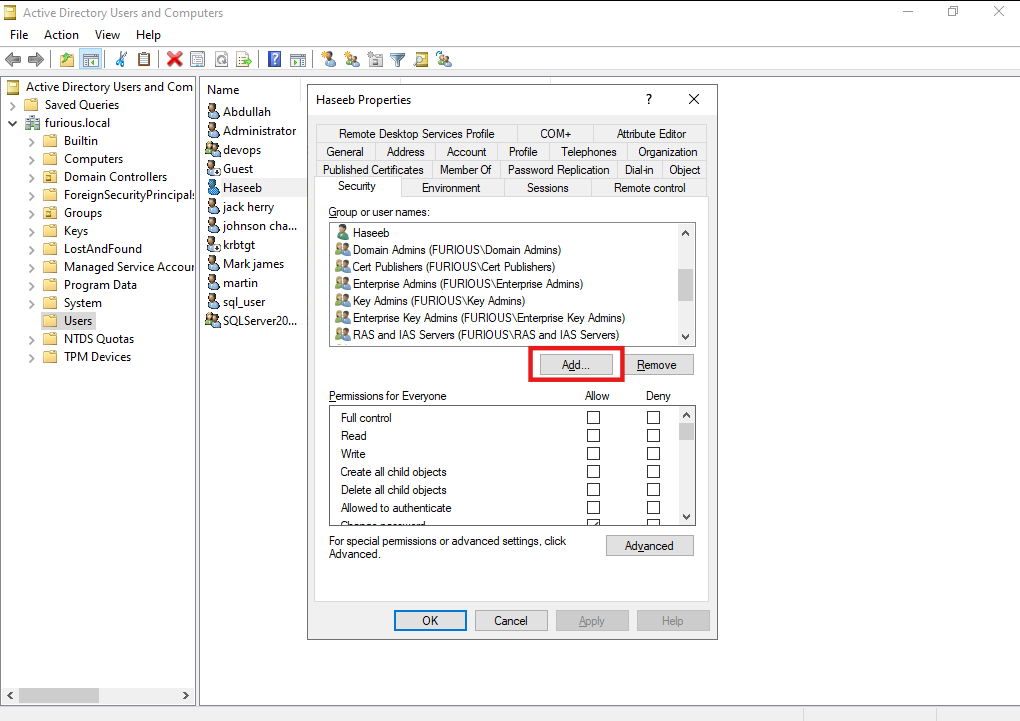 Active Directory Users and Computers
File Action View Help
Active Directory Users and Com
Saved Queries
furious.local
Builtin
Computers
Domain Controllers
ForeignSecurityPrincipals
Groups
Keys
LostAndFound
Managed Service Accour
Program Data
System
Users
NTDS Quotas
TPM Devices
Name
Abdullah
Administrator
devops
Guest
Haseeb
jack herry
johnson cha...
krbtgt
Mark james
martin
sql_user
SQLServer20...
Haseeb Properties
?
Remote Desktop Services Profile COM+ Attribute Editor
General Address Account Profile Telephones Organization
Published Certificates Member Of Password Replication Dial-in Object
Security Environment Sessions Remote control
Group or user names:
Haseeb
Domain Admins (FURIOUS\Domain Admins)
Cert Publishers (FURIOUS\Cert Publishers)
Enterprise Admins (FURIOUS\Enterprise Admins)
Key Admins (FURIOUS\Key Admins)
Enterprise Key Admins (FURIOUS\Enterprise Key Admins)
RAS and IAS Servers (FURIOUS\RAS and IAS Servers)
Add... Remove
Permissions for Everyone Allow Deny
Full control
Read
Write
Create all child objects
Delete all child objects
Allowed to authenticate
Change password
For special permissions or advanced settings, click
Advanced.
Advanced
OK Cancel Apply Help